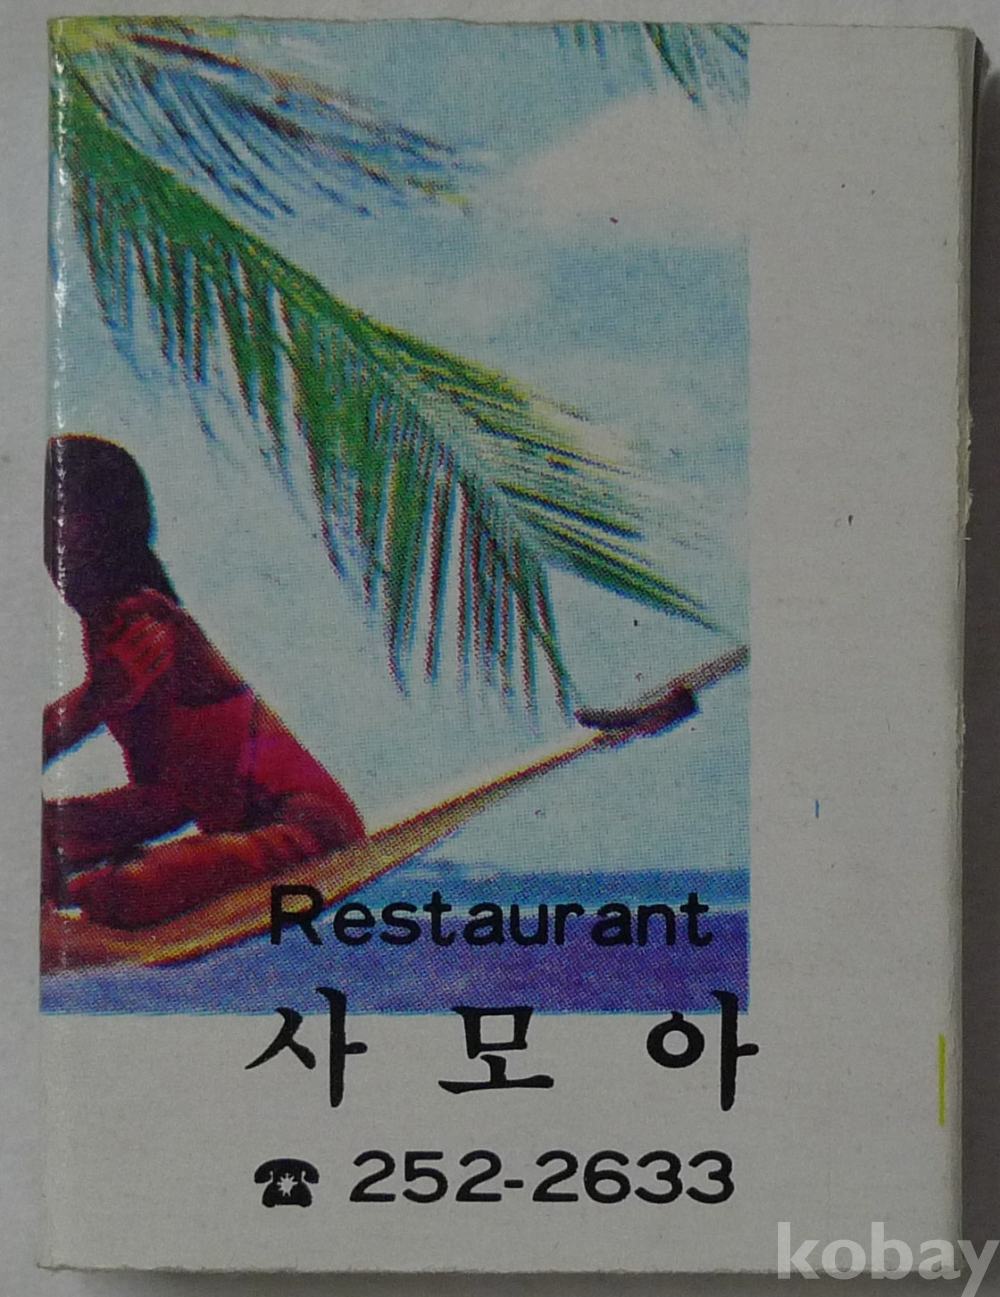 Restaurant
사모아
☎ 252-2633
kobay